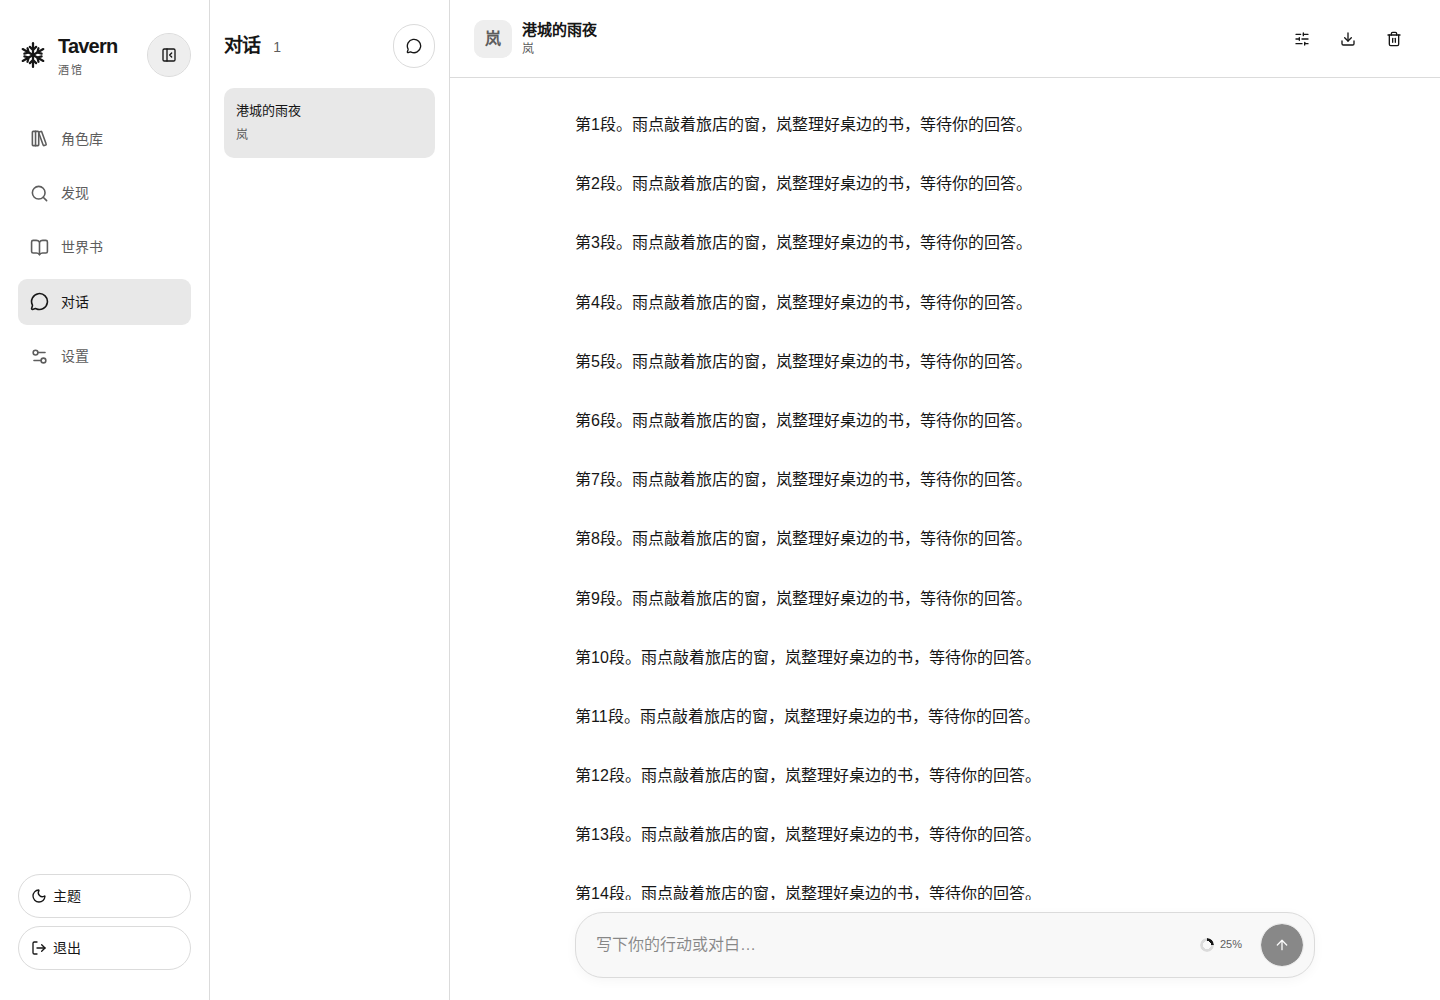 Tavern
酒馆
角色库
发现
世界书
对话
设置
主题
退出
对话 1
港城的雨夜
岚
岚
港城的雨夜
岚
第1段。雨点敲着旅店的窗，岚整理好桌边的书，等待你的回答。
第2段。雨点敲着旅店的窗，岚整理好桌边的书，等待你的回答。
第3段。雨点敲着旅店的窗，岚整理好桌边的书，等待你的回答。
第4段。雨点敲着旅店的窗，岚整理好桌边的书，等待你的回答。
第5段。雨点敲着旅店的窗，岚整理好桌边的书，等待你的回答。
第6段。雨点敲着旅店的窗，岚整理好桌边的书，等待你的回答。
第7段。雨点敲着旅店的窗，岚整理好桌边的书，等待你的回答。
第8段。雨点敲着旅店的窗，岚整理好桌边的书，等待你的回答。
第9段。雨点敲着旅店的窗，岚整理好桌边的书，等待你的回答。
第10段。雨点敲着旅店的窗，岚整理好桌边的书，等待你的回答。
第11段。雨点敲着旅店的窗，岚整理好桌边的书，等待你的回答。
第12段。雨点敲着旅店的窗，岚整理好桌边的书，等待你的回答。
第13段。雨点敲着旅店的窗，岚整理好桌边的书，等待你的回答。
第14段。雨点敲着旅店的窗，岚整理好桌边的书，等待你的回答。
写下你的行动或对白…
25%